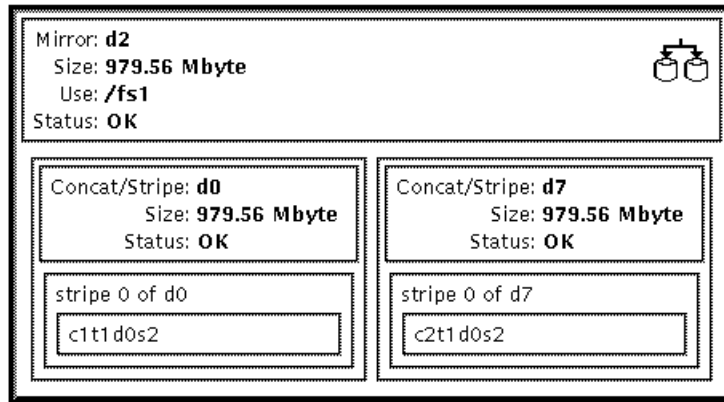 Mirror: d2
Size: 979.56 Mbyte
Use: /fs1
Status: OK
Concat/Stripe: d0
Size: 979.56 Mbyte
Status: OK
stripe 0 of d0
c1t1d0s2
Concat/Stripe: d7
Size: 979.56 Mbyte
Status: OK
stripe 0 of d7
c2t1d0s2